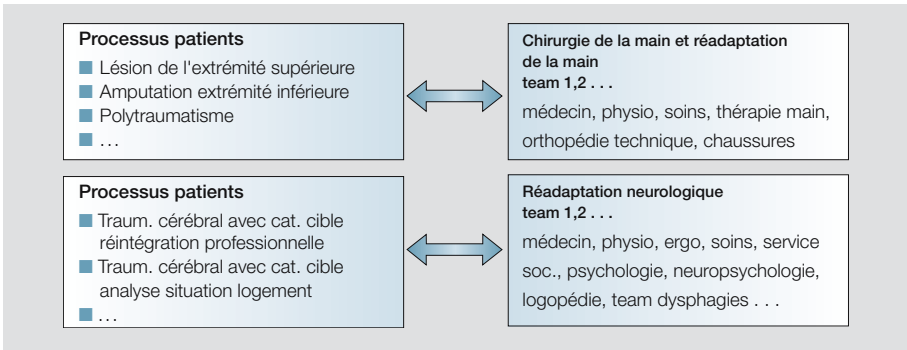 Processus patients
Lésion de l'extrémité supérieure
Amputation extrémité inférieure
Polytraumatisme
...
Chirurgie de la main et réadaptation
de la main
team 1,2 . . .
médecin, physio, soins, thérapie main,
orthopédie technique, chaussures
Processus patients
Traum. cérébral avec cat. cible
réintégration professionnelle
Traum. cérébral avec cat. cible
analyse situation logement
...
Réadaptation neurologique
team 1,2 . . .
médecin, physio, ergo, soins, service
soc., psychologie, neuropsychologie,
logopédie, team dysphagies . . .